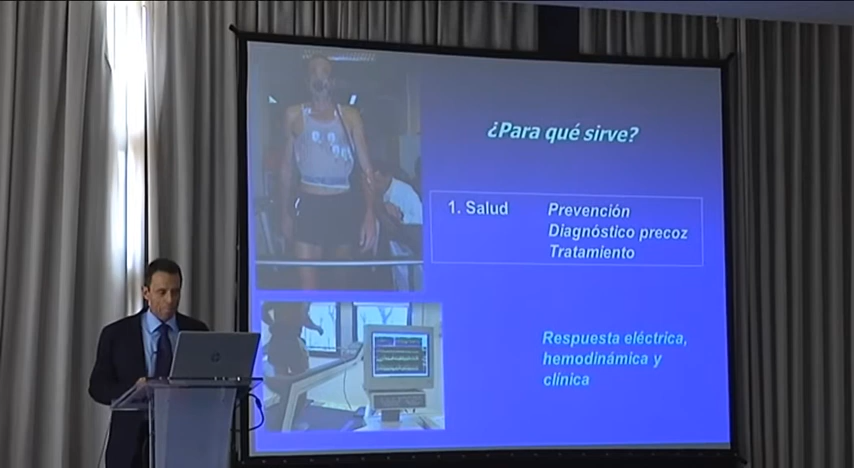 ¿Para qué sirve?
1. Salud Prevención
Diagnóstico precoz
Tratamiento
Respuesta eléctrica,
hemodinámica y
clínica